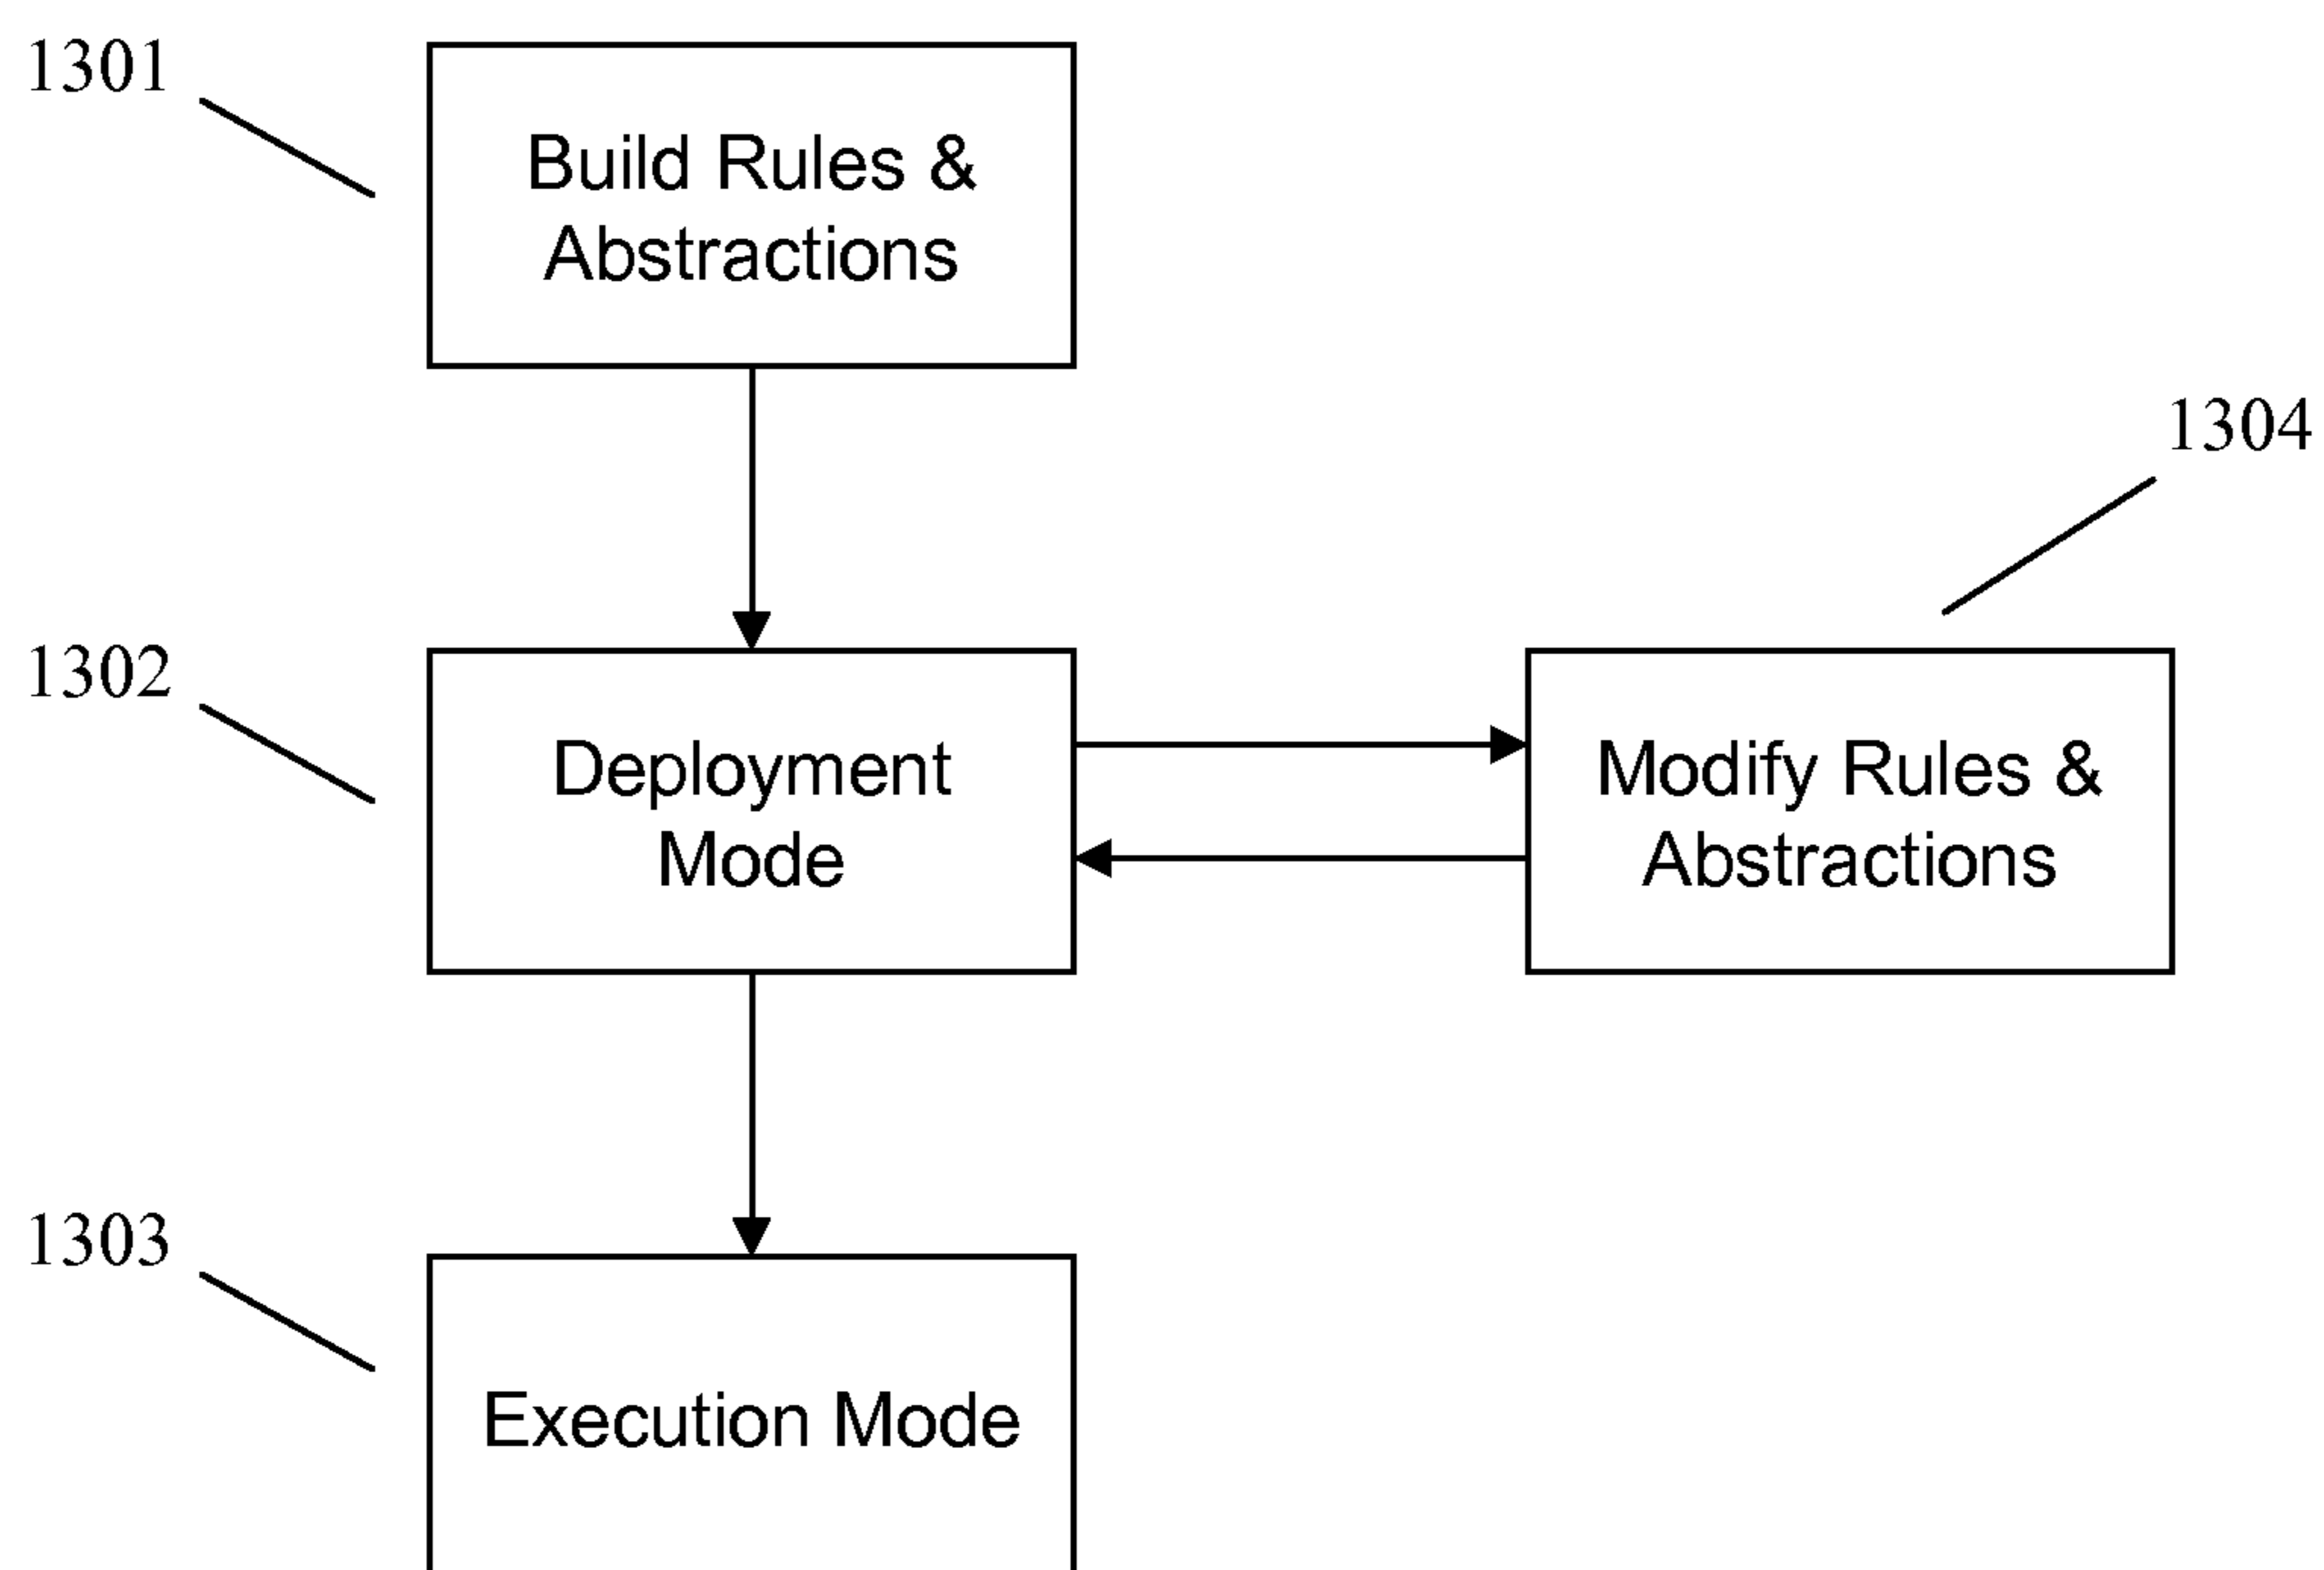 1301
Build Rules &
Abstractions
1304
1302
Deployment
Mode
Modify Rules &
Abstractions
1303
Execution Mode